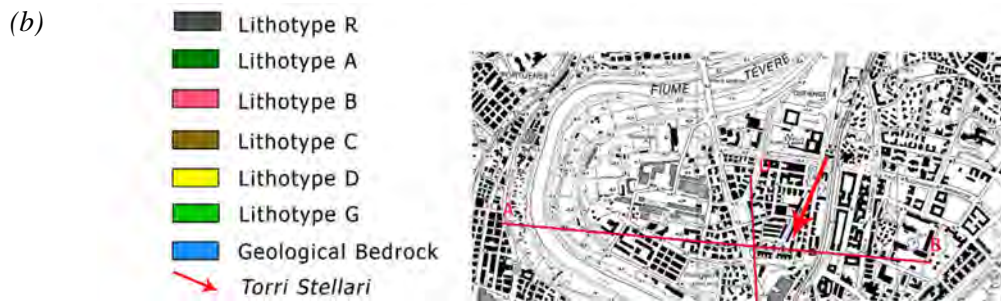 (b)
Lithotype R
Lithotype A
Lithotype B
Lithotype C
Lithotype D
Lithotype G
Geological Bedrock
Torri Stellari
FIUME
TEVERE
A
B